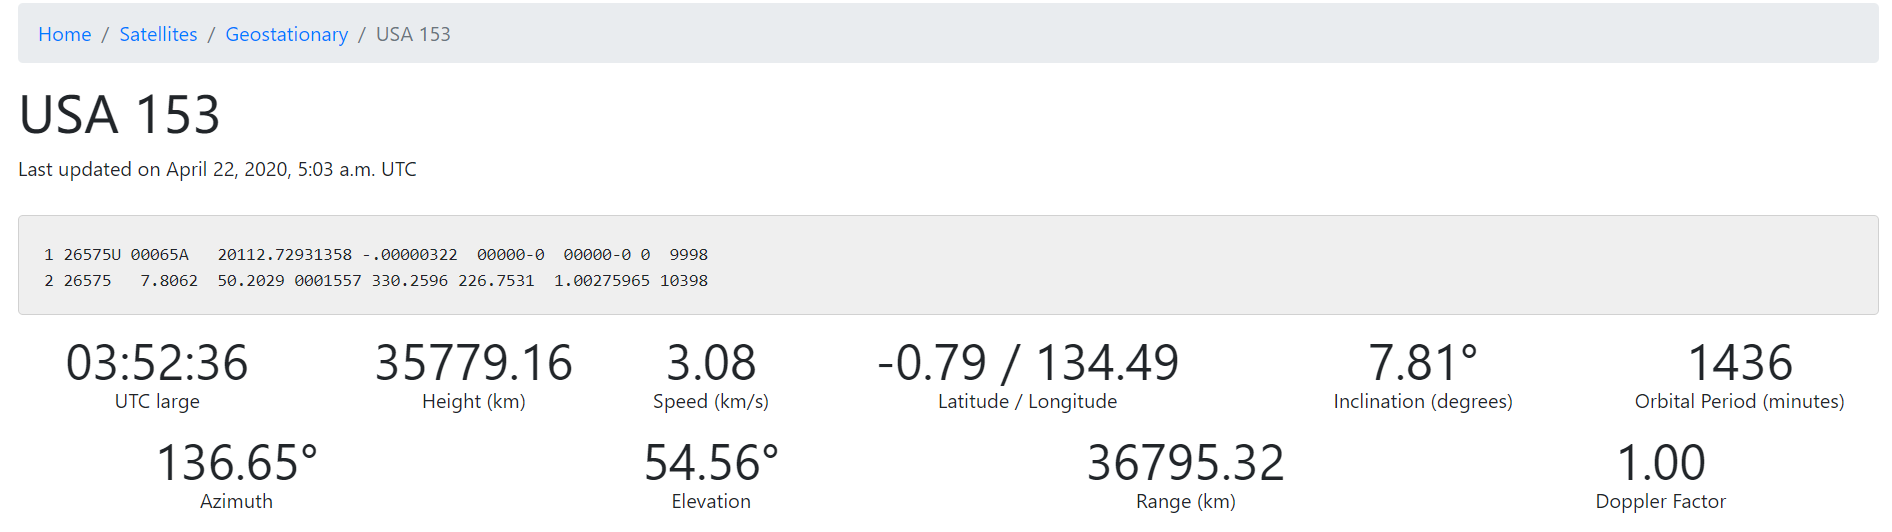 Home / Satellites / Geostationary / USA 153
USA 153
Last updated on April 22, 2020, 5:03 a.m. UTC
1 26575U 00065A   20112.72931358 -.00000322  00000-0  00000-0 0  9998
2 26575   7.8062  50.2029 0001557 330.2596 226.7531  1.00275965 10398
03:52:36 35779.16 3.08 -0.79 / 134.49 7.81° 1436
UTC large Height (km) Speed (km/s) Latitude / Longitude Inclination (degrees) Orbital Period (minutes)
136.65° 54.56° 36795.32 1.00
Azimuth Elevation Range (km) Doppler Factor